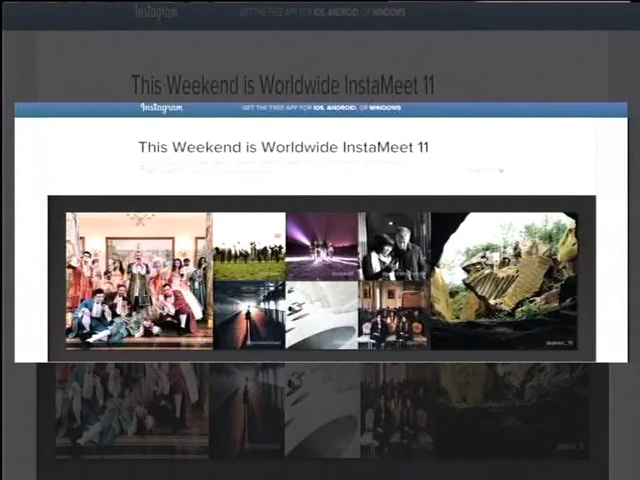 Instagram GET THE FREE APP FOR IOS, ANDROID, OR WINDOWS
This Weekend is Worldwide InstaMeet 11
Instagram GET THE FREE APP FOR IOS, ANDROID, OR WINDOWS
This Weekend is Worldwide InstaMeet 11